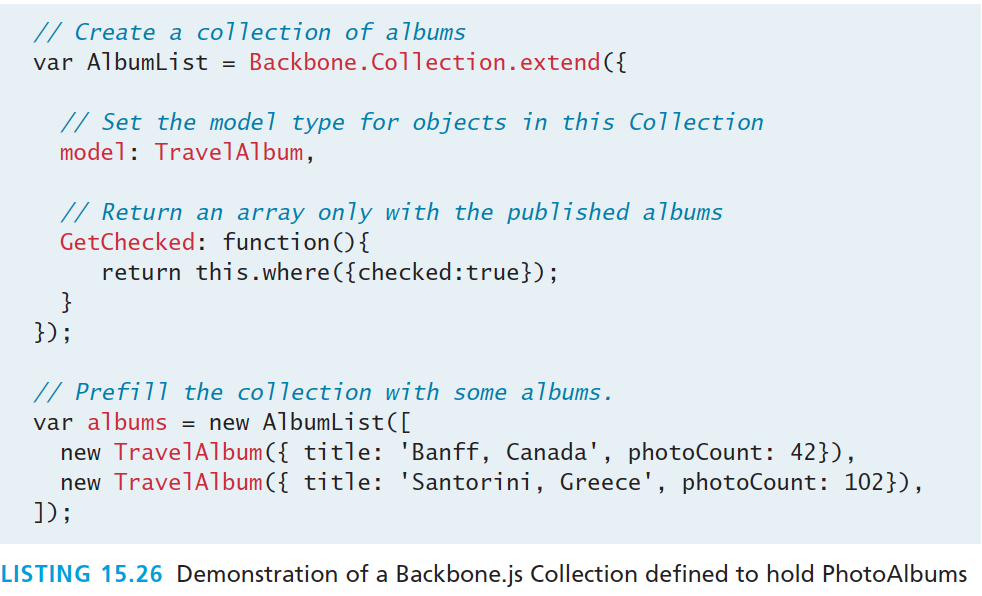 // Create a collection of albums
var AlbumList = Backbone.Collection.extend({
// Set the model type for objects in this Collection
model: TravelAlbum,
// Return an array only with the published albums
GetChecked: function(){
return this.where({checked:true});
}
});
// Prefill the collection with some albums.
var albums = new AlbumList([
new TravelAlbum({ title: 'Banff, Canada', photoCount: 42}),
new TravelAlbum({ title: 'Santorini, Greece', photoCount: 102}),
]);
LISTING 15.26 Demonstration of a Backbone.js Collection defined to hold PhotoAlbums